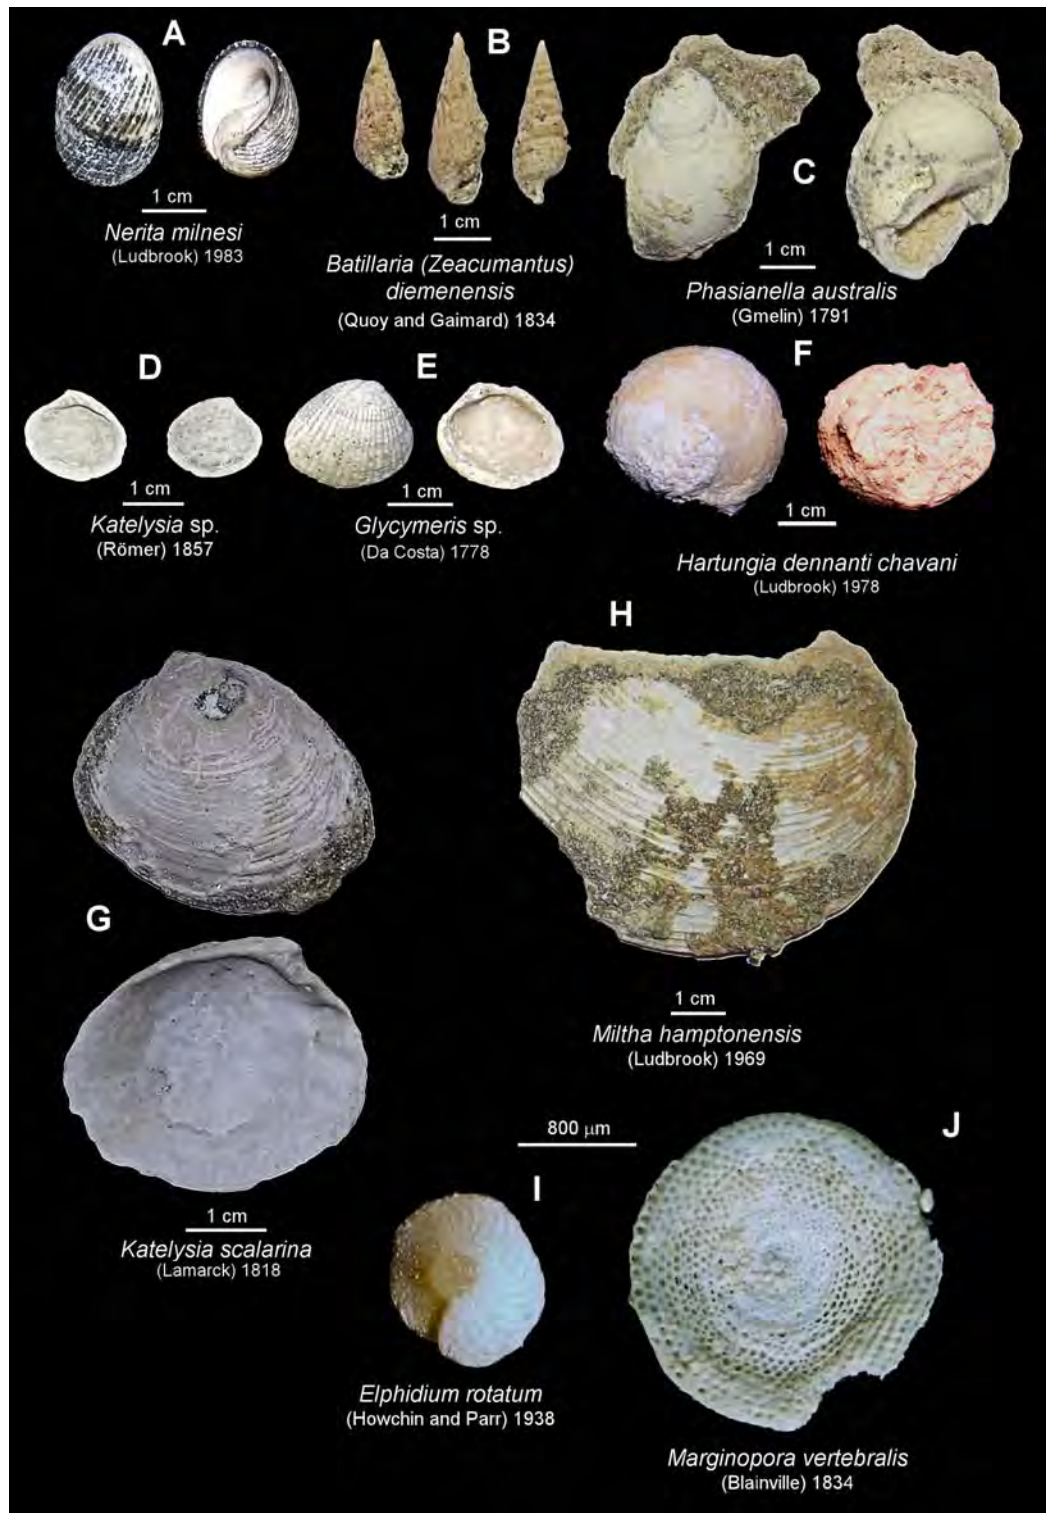 A
1 cm
Nerita milnesi
(Ludbrook) 1983
B
1 cm
Batillaria (Zeacumantus)
diemenensis
(Quoy and Gaimard) 1834
C
1 cm
Phasianella australis
(Gmelin) 1791
D
1 cm
Katelysia sp.
(Römer) 1857
E
1 cm
Glycymeris sp.
(Da Costa) 1778
F
1 cm
Hartungia dennanti chavani
(Ludbrook) 1978
G
1 cm
Katelysia scalarina
(Lamarck) 1818
H
1 cm
Miltha hamptonensis
(Ludbrook) 1969
800 μm
I
Elphidium rotatum
(Howchin and Parr) 1938
J
Marginopora vertebralis
(Blainville) 1834